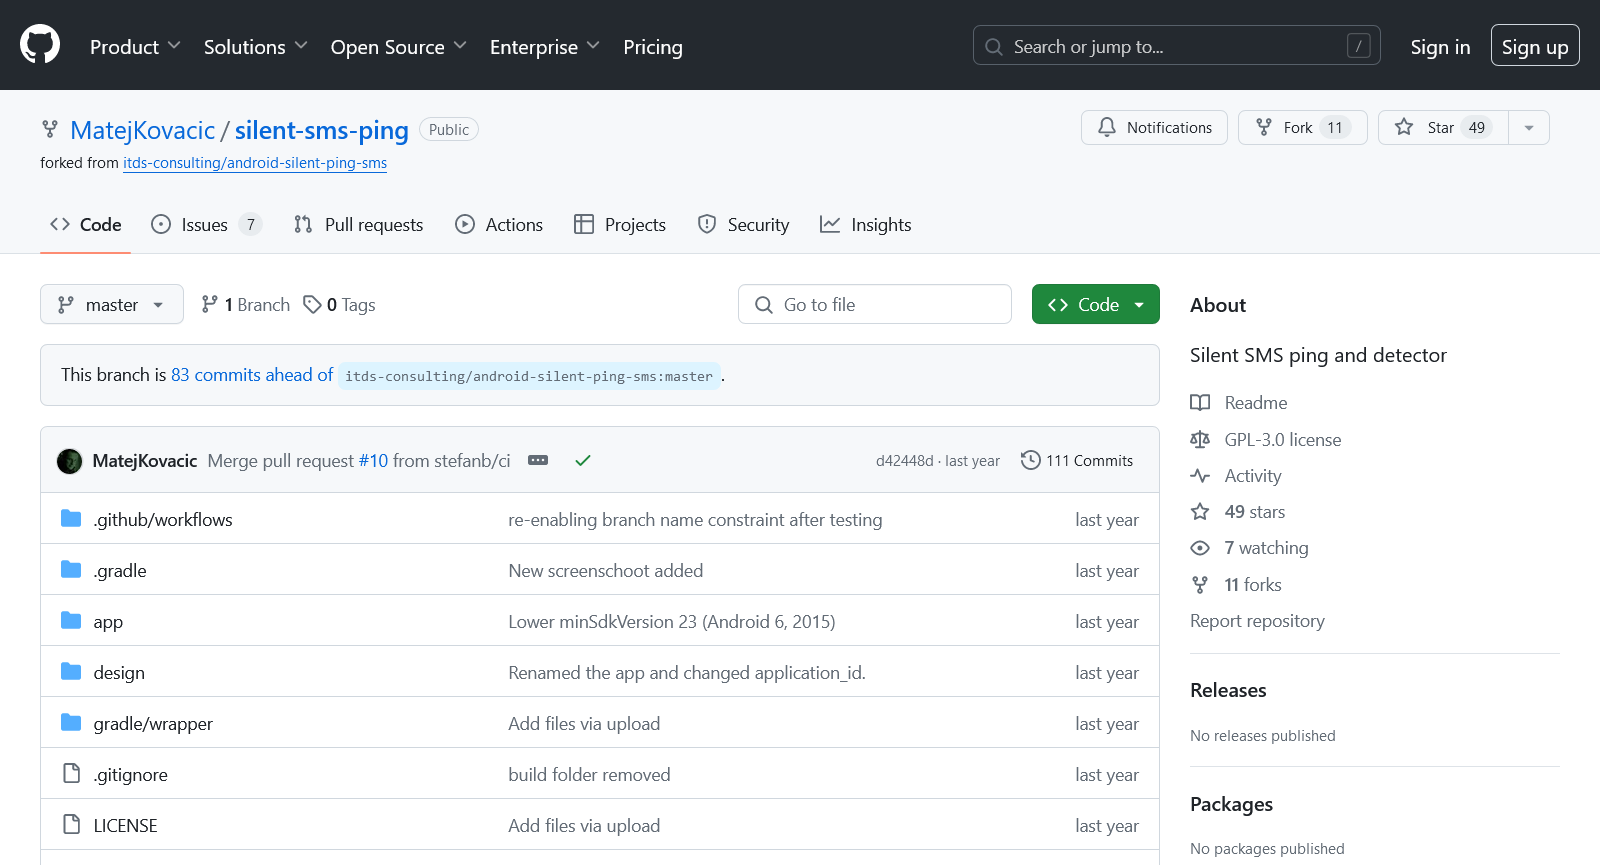 Product Solutions Open Source Enterprise Pricing Search or jump to... / Sign in Sign up
MatejKovacic / silent-sms-ping Public Notifications Fork 11 Star 49
forked from itds-consulting/android-silent-ping-sms
Code Issues 7 Pull requests Actions Projects Security Insights
master 1 Branch 0 Tags Go to file Code
This branch is 83 commits ahead of itds-consulting/android-silent-ping-sms:master.
MatejKovacic Merge pull request #10 from stefanb/ci d42448d · last year 111 Commits
.github/workflows re-enabling branch name constraint after testing last year
.gradle New screenschoot added last year
app Lower minSdkVersion 23 (Android 6, 2015) last year
design Renamed the app and changed application_id. last year
gradle/wrapper Add files via upload last year
.gitignore build folder removed last year
LICENSE Add files via upload last year
About
Silent SMS ping and detector
Readme
GPL-3.0 license
Activity
49 stars
7 watching
11 forks
Report repository
Releases
No releases published
Packages
No packages published